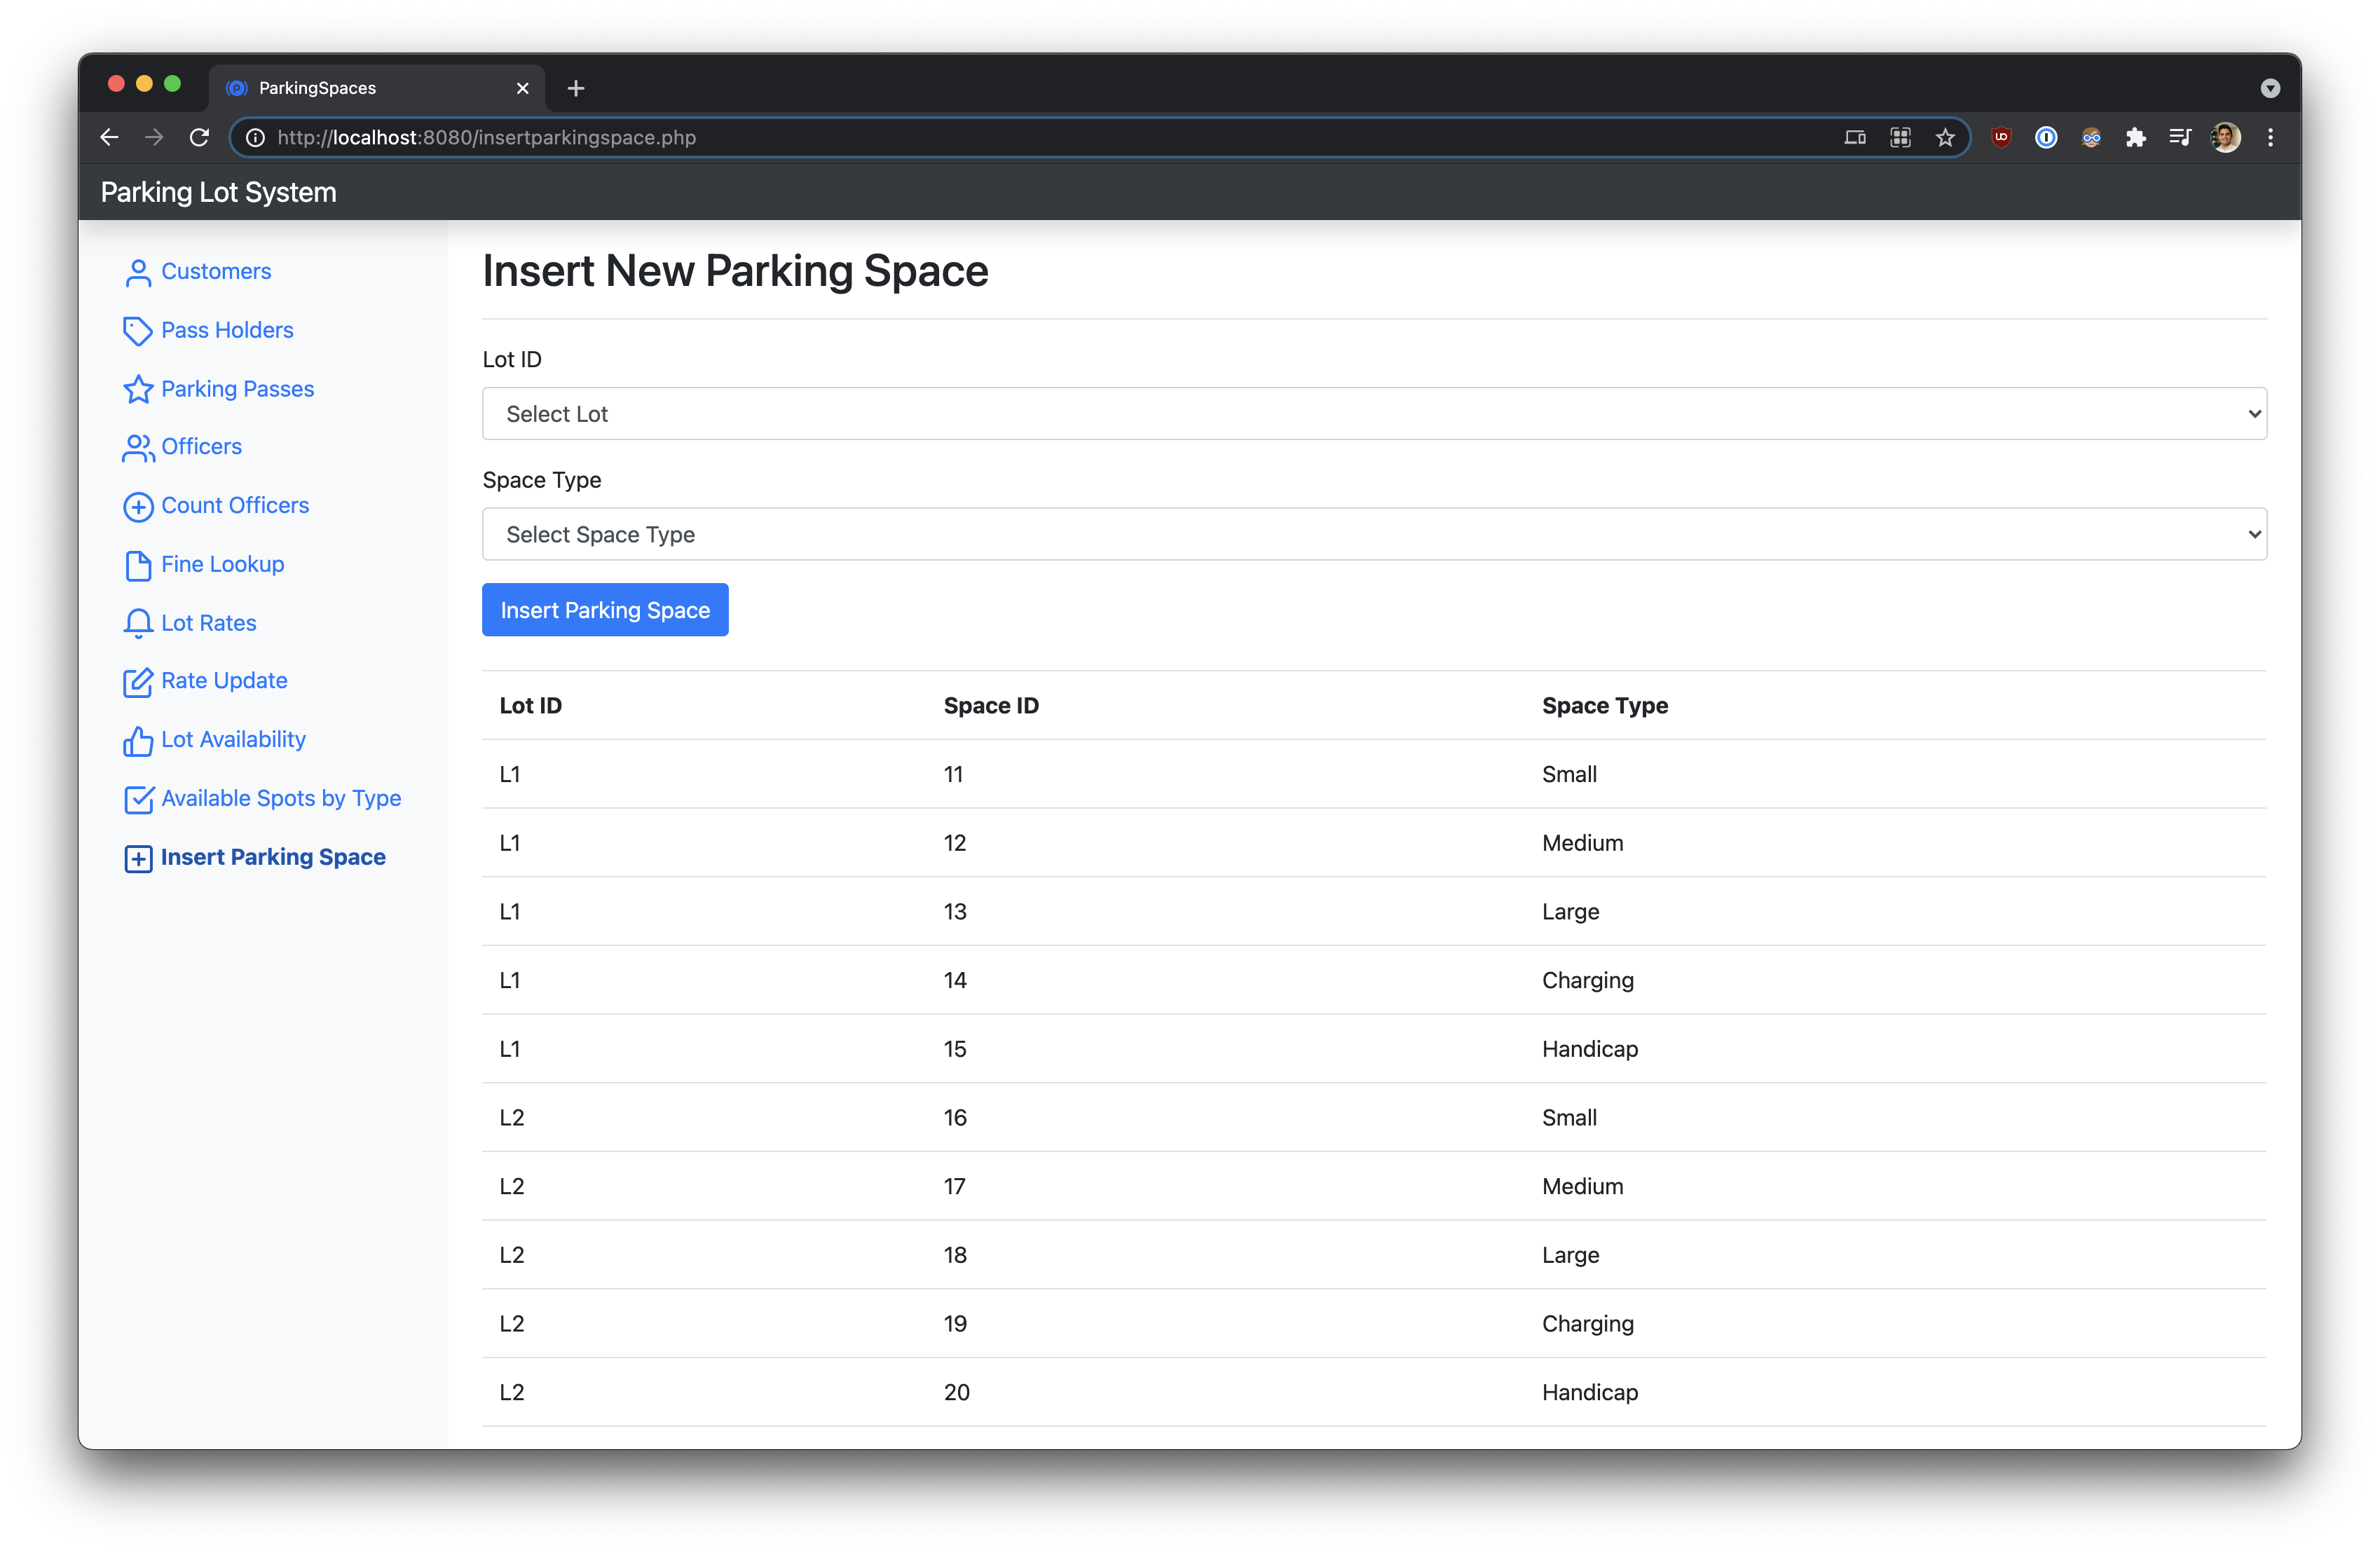 ParkingSpaces
http://localhost:8080/insertparkingspace.php
Parking Lot System
Customers
Pass Holders
Parking Passes
Officers
Count Officers
Fine Lookup
Lot Rates
Rate Update
Lot Availability
Available Spots by Type
Insert Parking Space
Insert New Parking Space
Lot ID
Select Lot
Space Type
Select Space Type
Insert Parking Space
Lot ID Space ID Space Type
L1 11 Small
L1 12 Medium
L1 13 Large
L1 14 Charging
L1 15 Handicap
L2 16 Small
L2 17 Medium
L2 18 Large
L2 19 Charging
L2 20 Handicap